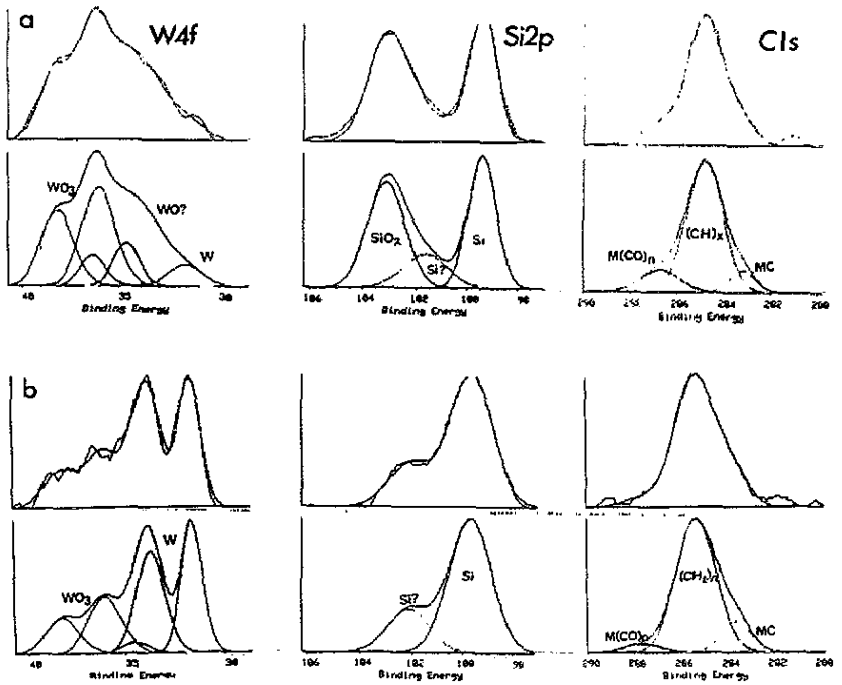 a
W4f
Si2p
C1s
WO3
WO?
W
40 35 30
Binding Energy
SiO2
Si?
Si
106 104 102 100 98
Binding Energy
M(CO)n
(CH)x
MC
290 286 284 282 280
Binding Energy
b
WO3
W
40 35 30
Binding Energy
Si?
Si
106 104 102 100 98
Binding Energy
M(CO)n
MC
290 286 284 282 280
Binding Energy